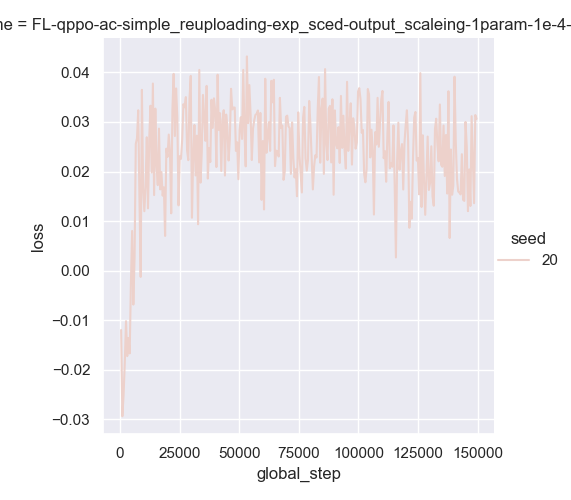 ne = FL-qppo-ac-simple_reuploading-exp_sced-output_scaleing-1param-1e-4-
0.04
0.03
0.02
0.01
0.00
−0.01
−0.02
−0.03
loss
0 25000 50000 75000 100000 125000 150000
global_step
seed
20